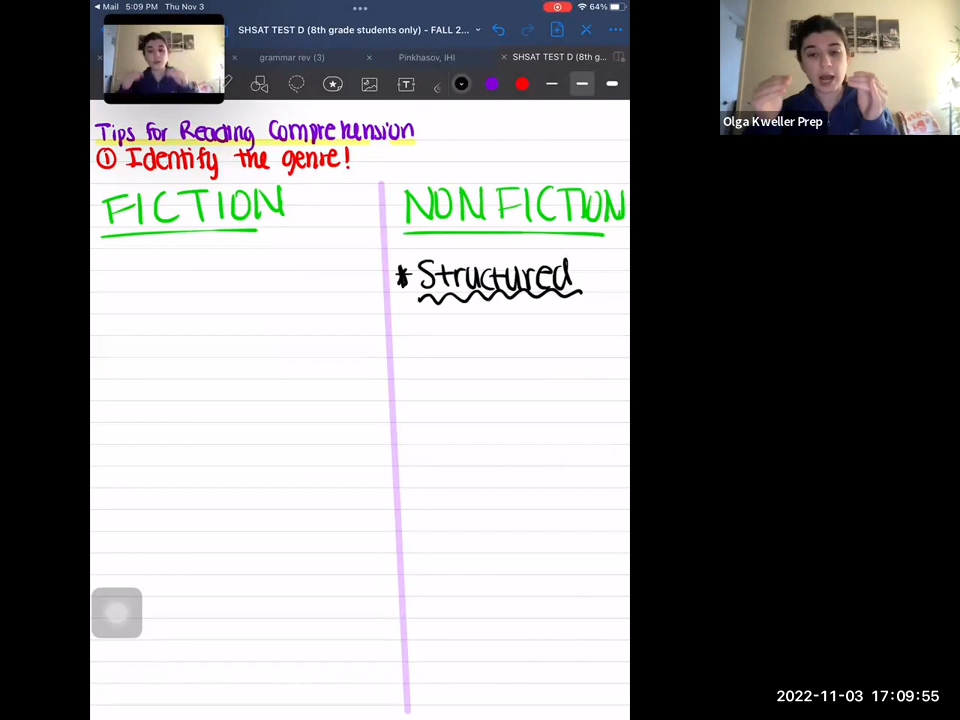 Mail 5:09 PM Thu Nov 3
64%
SHSAT TEST D (8th grade students only) - FALL 2...
grammar rev (3)
Pinkhasov, IHI
SHSAT TEST D (8th g...
Tips for Reading Comprehension
① Identify the genre!
FICTION
NONFICTION
* Structured
Olga Kweller Prep
2022-11-03 17:09:55